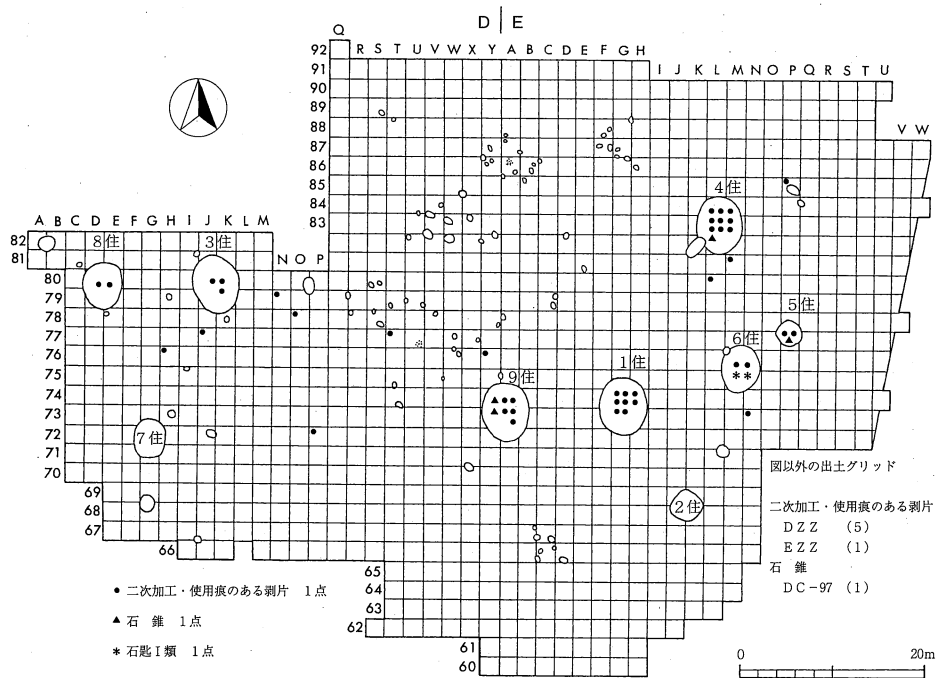 D E
Q
92 R S T U V W X Y A B C D E F G H
91 I J K L M N O P Q R S T U
90
89
88 V W
87
86
85
84 4住
83
A B C D E F G H I J K L M
82 8住 3住
81 N O P
80
79
78 5住
77
76 6住
75 9住 1住
74
73
72 7住
71
70
69
68 2住
67
66
65
64
63
62
61
60
図以外の出土グリッド
二次加工・使用痕のある剥片
DZZ (5)
EZZ (1)
石 錐
DC-97 (1)
● 二次加工・使用痕のある剥片 1点
▲ 石 錐 1点
* 石匙Ⅰ類 1点
0 20m